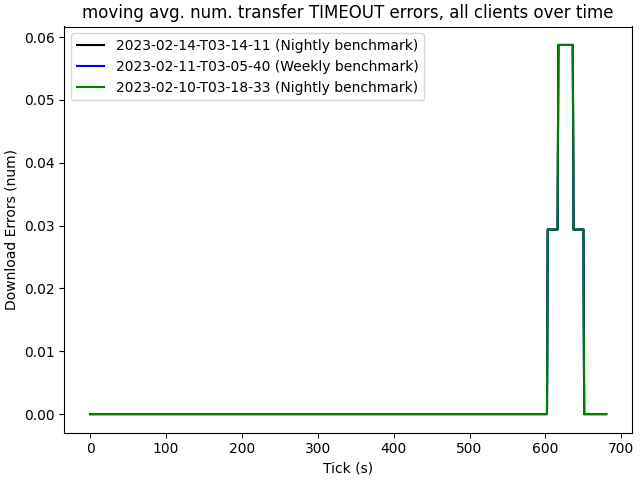 moving avg. num. transfer TIMEOUT errors, all clients over time
2023-02-14-T03-14-11 (Nightly benchmark)
2023-02-11-T03-05-40 (Weekly benchmark)
2023-02-10-T03-18-33 (Nightly benchmark)
0.06
0.05
0.04
0.03
0.02
0.01
0.00
Download Errors (num)
0 100 200 300 400 500 600 700
Tick (s)